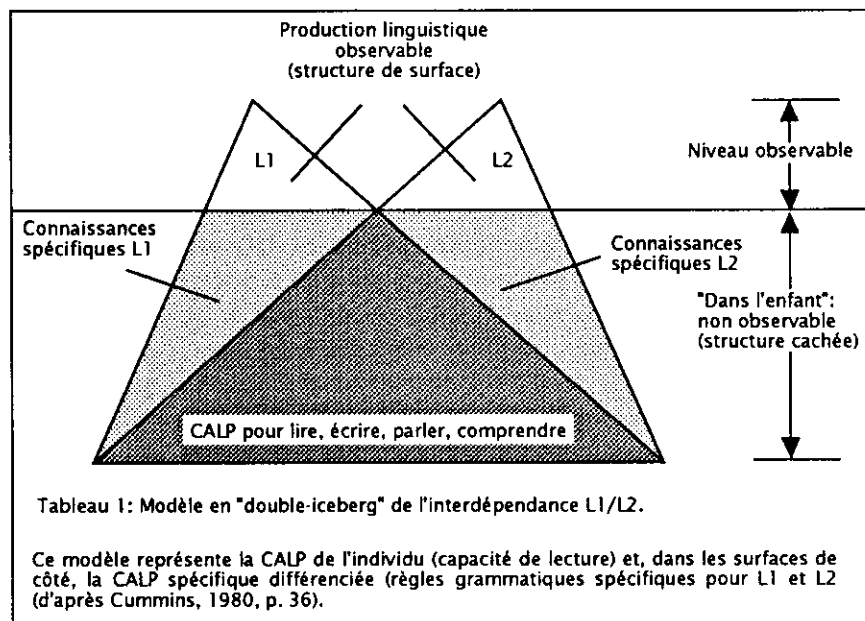 Production linguistique
observable
(structure de surface)
L1
L2
Niveau observable
Connaissances
spécifiques L1
Connaissances
spécifiques L2
"Dans l'enfant":
non observable
(structure cachée)
CALP pour lire, écrire, parler, comprendre
Tableau 1: Modèle en "double-iceberg" de l'interdépendance L1/L2.
Ce modèle représente la CALP de l'individu (capacité de lecture) et, dans les surfaces de
côté, la CALP spécifique différenciée (règles grammatiques spécifiques pour L1 et L2
(d'après Cummins, 1980, p. 36).